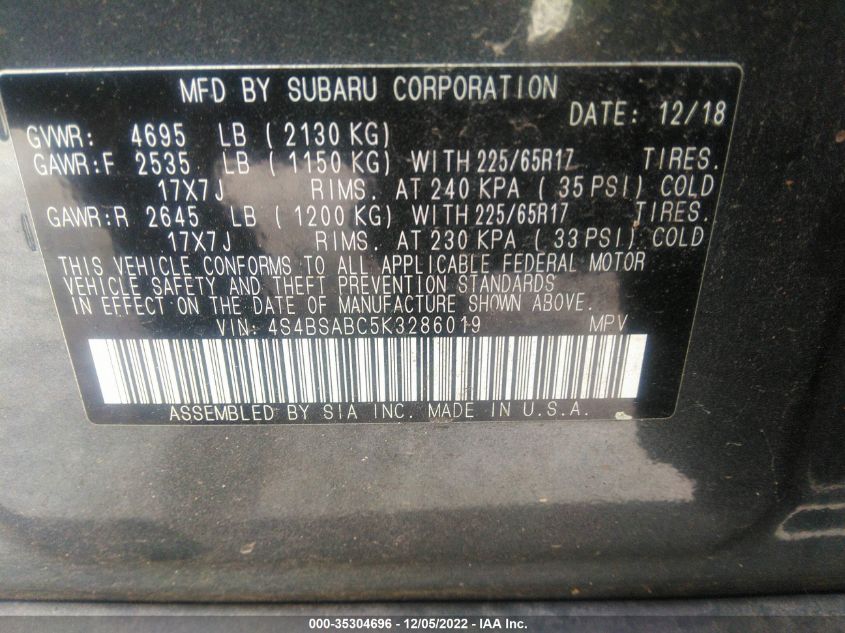 MFD BY SUBARU CORPORATION
DATE: 12/18
GVWR: 4695 LB ( 2130 KG)
GAWR:F 2535 LB ( 1150 KG) WITH 225/65R17 TIRES.
17X7J RIMS. AT 240 KPA ( 35 PSI) COLD
GAWR:R 2645 LB ( 1200 KG) WITH 225/65R17 TIRES.
17X7J RIMS. AT 230 KPA ( 33 PSI) COLD
THIS VEHICLE CONFORMS TO ALL APPLICABLE FEDERAL MOTOR
VEHICLE SAFETY AND THEFT PREVENTION STANDARDS
IN EFFECT ON THE DATE OF MANUFACTURE SHOWN ABOVE.
VIN: 4S4BSABC5K3286019 MPV
ASSEMBLED BY SIA INC. MADE IN U.S.A.
000-35304696 - 12/05/2022 - IAA Inc.